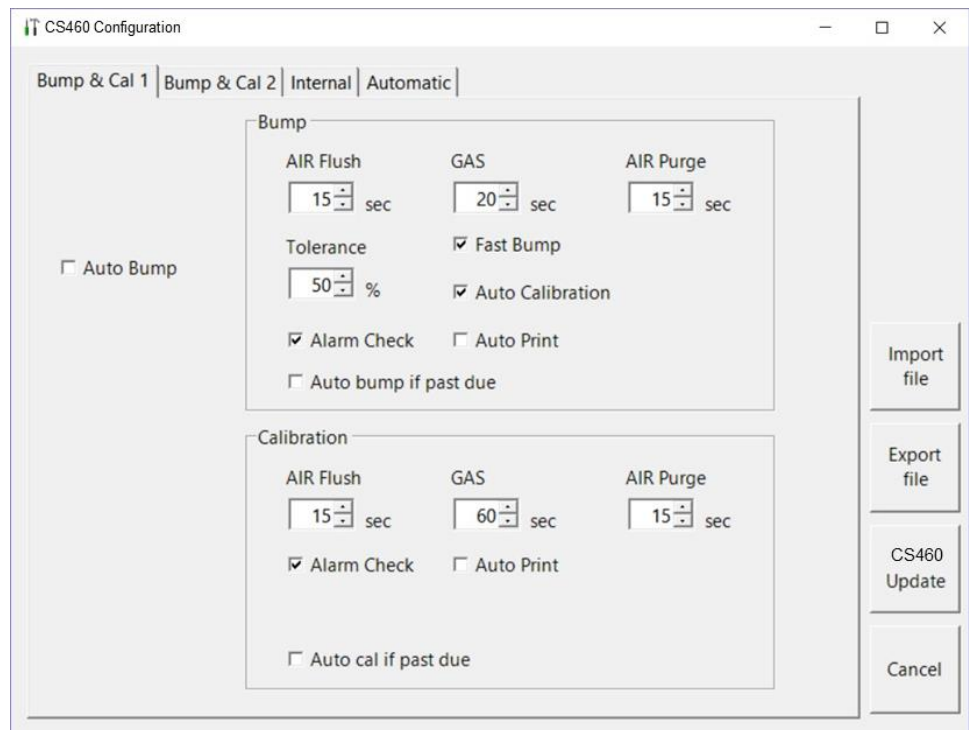 CS460 Configuration
Bump & Cal 1 Bump & Cal 2 Internal Automatic
Bump
AIR Flush GAS AIR Purge
15 sec 20 sec 15 sec
Tolerance Fast Bump
Auto Bump
50 % Auto Calibration
Alarm Check Auto Print
Auto bump if past due
Calibration
AIR Flush GAS AIR Purge
15 sec 60 sec 15 sec
Alarm Check Auto Print
Auto cal if past due
Import
file
Export
file
CS460
Update
Cancel